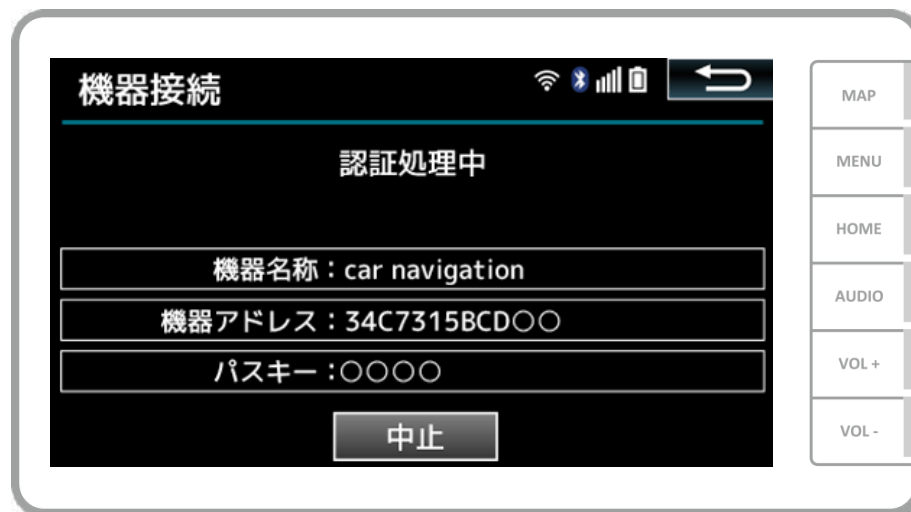 機器接続
認証処理中
機器名称：car navigation
機器アドレス：34C7315BCD○○
パスキー：○○○○
中止
MAP
MENU
HOME
AUDIO
VOL +
VOL -